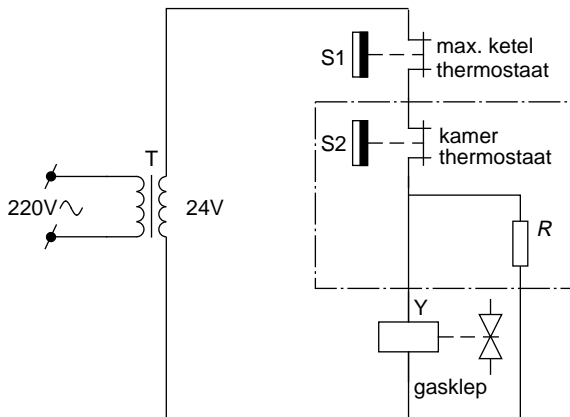 S1
max. ketel
thermostaat
S2
kamer
thermostaat
T
220V
24V
R
Y
gasklep